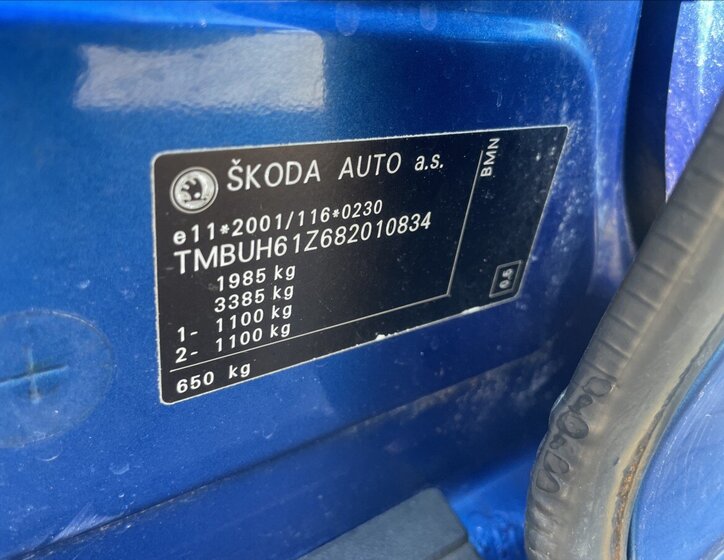 ŠKODA AUTO a.s.
BMN
e11*2001/116*0230
TMBUH61Z682010834
1985 kg
3385 kg
1- 1100 kg
2- 1100 kg
650 kg
0.5